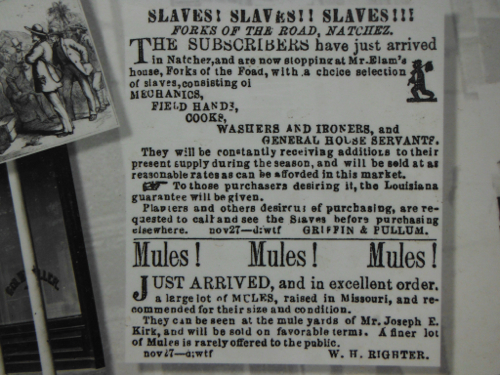 SLAVES! SLAVES!! SLAVES!!!
FORKS OF THE ROAD, NATCHEZ.
THE SUBSCRIBERS have just arrived
in Natchez, and are now stopping at Mr. Elam's
house, Forks of the Road, with a choice selection
of slaves, consisting of
MECHANICS,
FIELD HANDS,
COOKS,
WASHERS AND IRONERS, and
GENERAL HOUSE SERVANTS.
They will be constantly receiving additions to their
present supply during the season, and will be sold at as
reasonable rates as can be afforded in this market.
☞ To those purchasers desiring it, the Louisiana
guarantee will be given.
Planters and others desirous of purchasing, are re-
quested to call and see the Slaves before purchasing
elsewhere. nov27—d:wtf GRIFFIN & PULLUM.
Mules! Mules! Mules!
JUST ARRIVED, and in excellent order,
a large lot of MULES, raised in Missouri, and re-
commended for their size and condition.
They can be seen at the mule yards of Mr. Joseph E.
Kirk, and will be sold on favorable terms. A finer lot
of Mules is rarely offered to the public.
nov27—d:wtf W. H. RIGHTER.